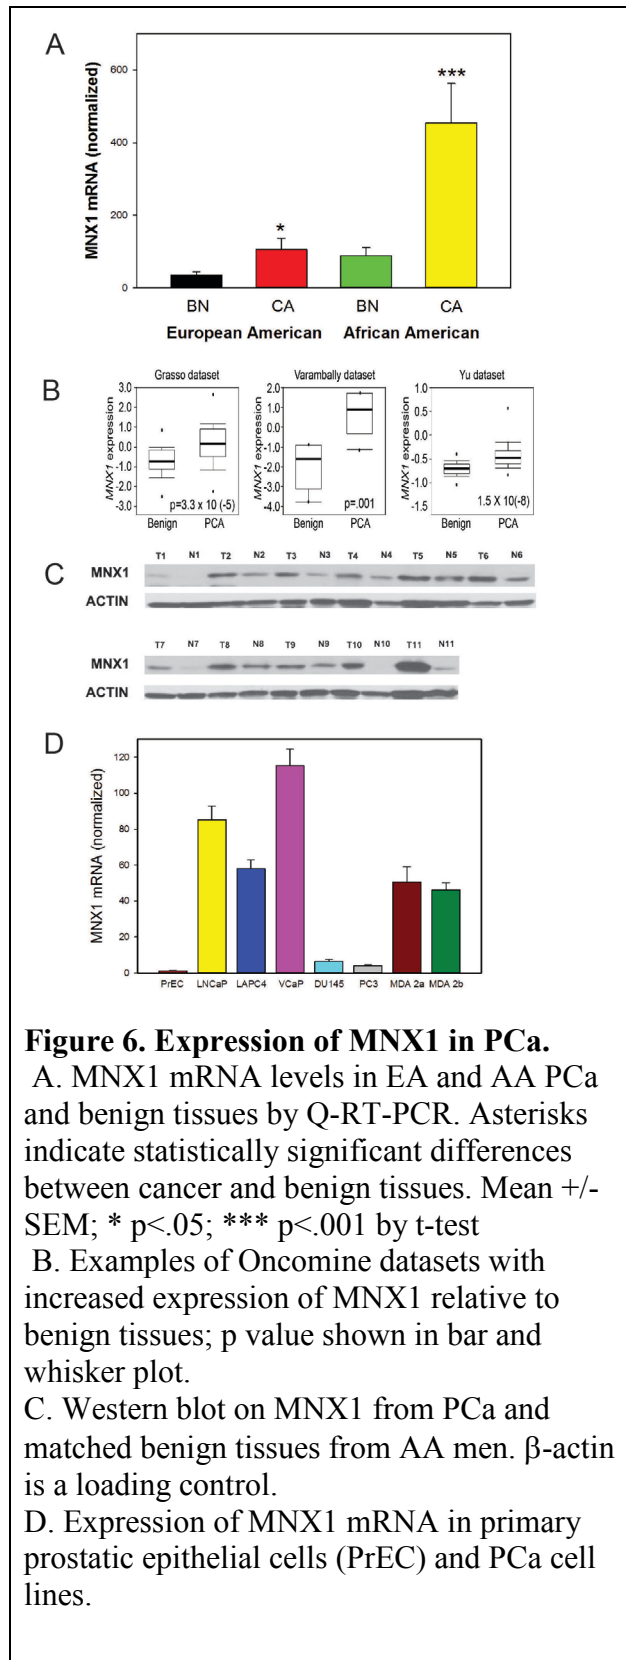 A
MNX1 mRNA (normalized)
600
400
200
0
*
***
BN CA BN CA
European American African American
B
Grasso dataset
MNX1 expression
3.0
2.0
1.0
0.0
-1.0
-2.0
-3.0
p=3.3 x 10 (-5)
Benign PCA
Varambally dataset
MNX1 expression
2.0
1.0
0.0
-1.0
-2.0
-3.0
-4.0
p=.001
Benign PCA
Yu dataset
MNX1 expression
1.0
0.5
0.0
-0.5
-1.0
-1.5
1.5 X 10(-8)
Benign PCA
C
T1 N1 T2 N2 T3 N3 T4 N4 T5 N5 T6 N6
MNX1
ACTIN
T7 N7 T8 N8 T9 N9 T10 N10 T11 N11
MNX1
ACTIN
D
MNX1 mRNA (normalized)
120
100
80
60
40
20
0
PrEC LNCaP LAPC4 VCaP DU145 PC3 MDA 2a MDA 2b
Figure 6. Expression of MNX1 in PCa.
A. MNX1 mRNA levels in EA and AA PCa
and benign tissues by Q-RT-PCR. Asterisks
indicate statistically significant differences
between cancer and benign tissues. Mean +/-
SEM; * p<.05; *** p<.001 by t-test
B. Examples of Oncomine datasets with
increased expression of MNX1 relative to
benign tissues; p value shown in bar and
whisker plot.
C. Western blot on MNX1 from PCa and
matched benign tissues from AA men. β-actin
is a loading control.
D. Expression of MNX1 mRNA in primary
prostatic epithelial cells (PrEC) and PCa cell
lines.